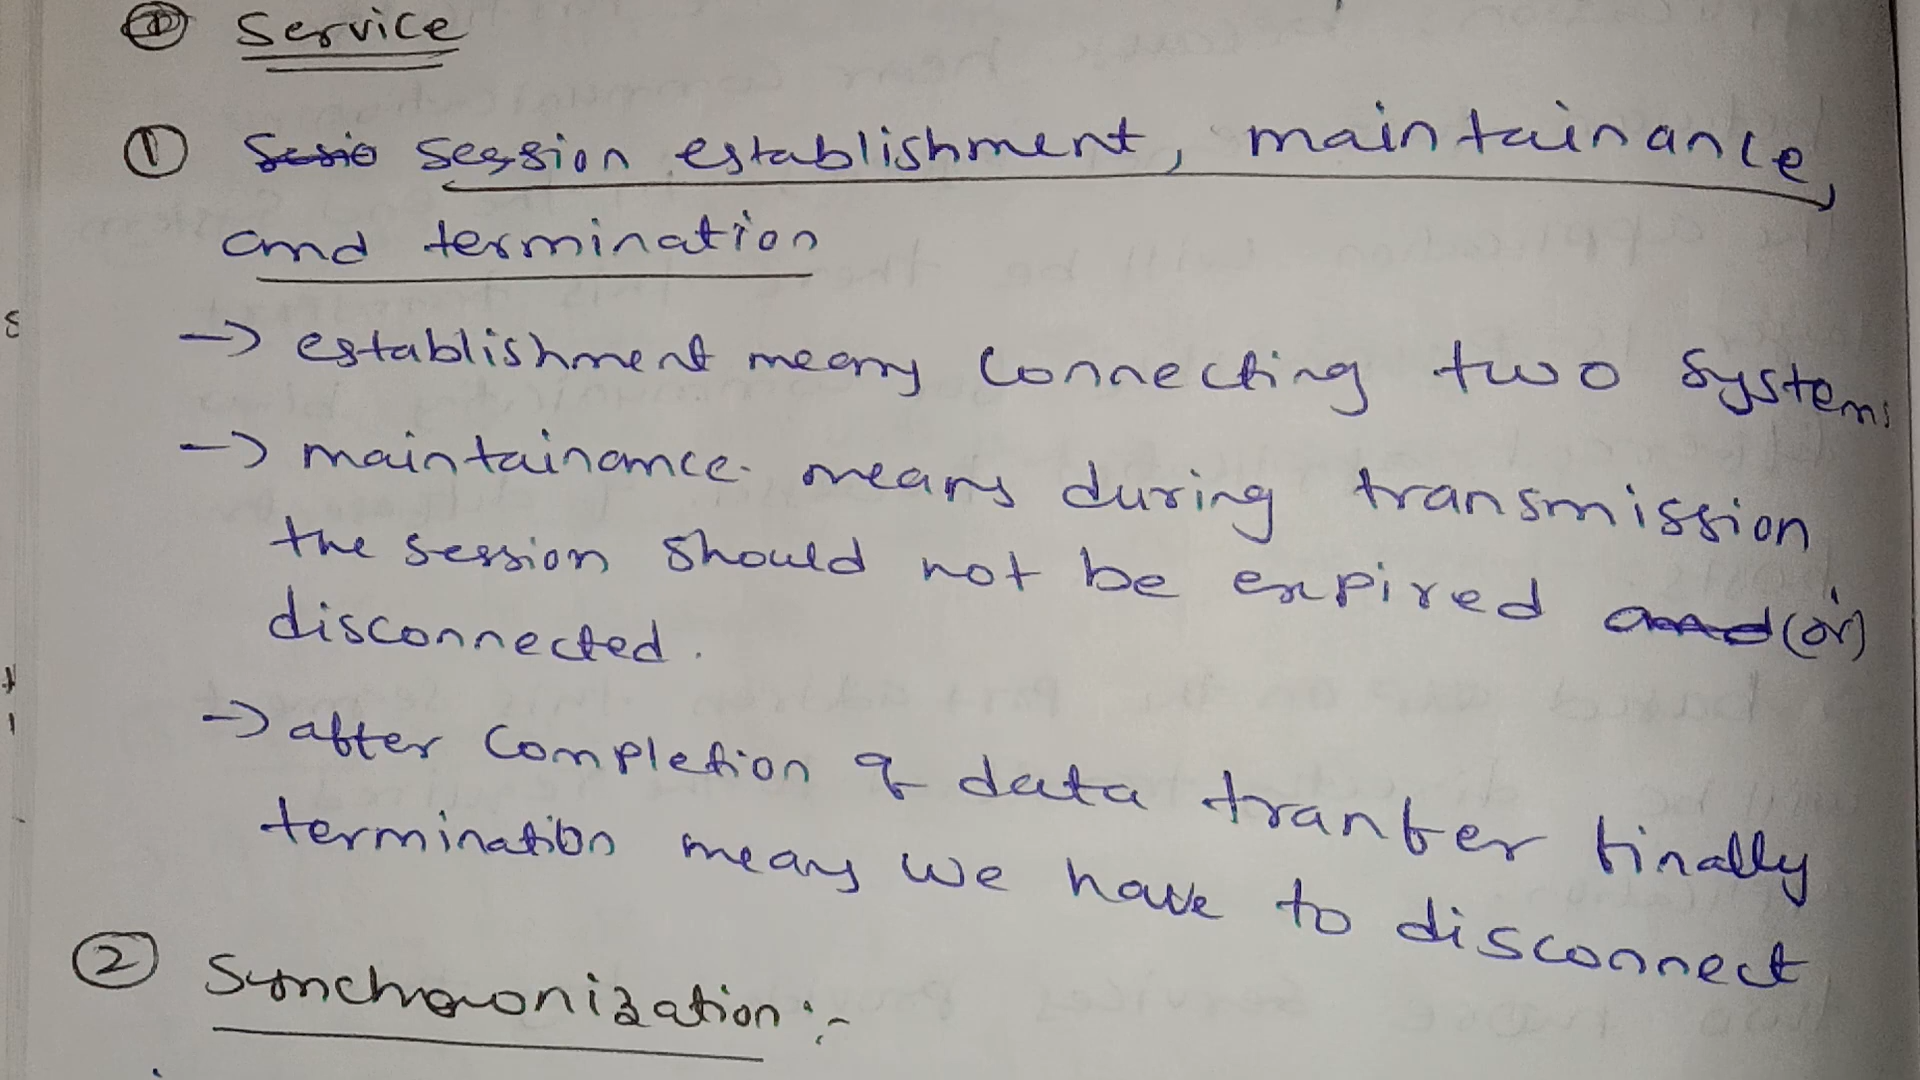 Service
① Sesio Session establishment, maintainance,
and termination
→ establishment means connecting two systems
→ maintainance means during transmission
the session should not be expired and (or)
disconnected.
→ after completion of data tranfer finally
termination means we have to disconnect
② Synchronization :-